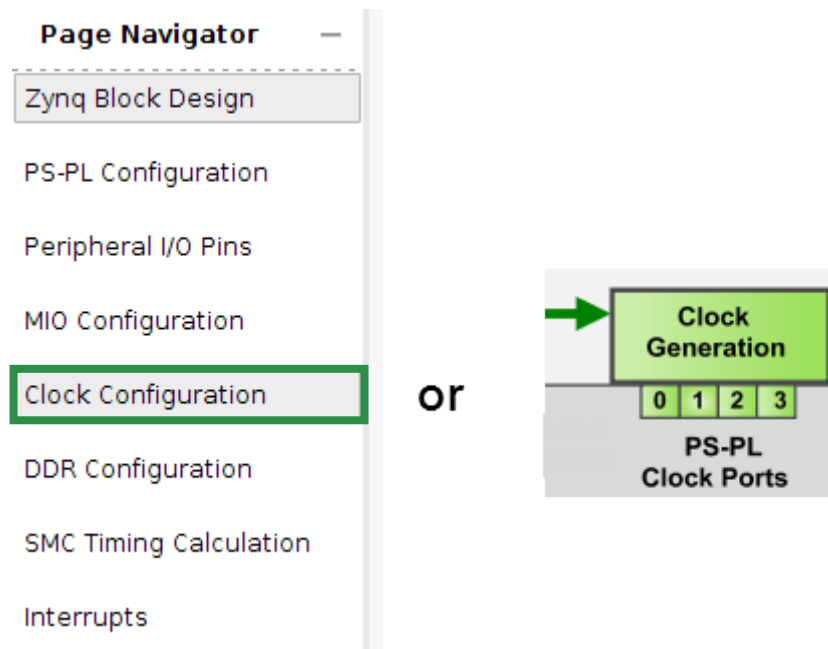 Page Navigator –
Zynq Block Design
PS-PL Configuration
Peripheral I/O Pins
MIO Configuration
Clock Configuration
DDR Configuration
SMC Timing Calculation
Interrupts
or
Clock
Generation
0 1 2 3
PS-PL
Clock Ports